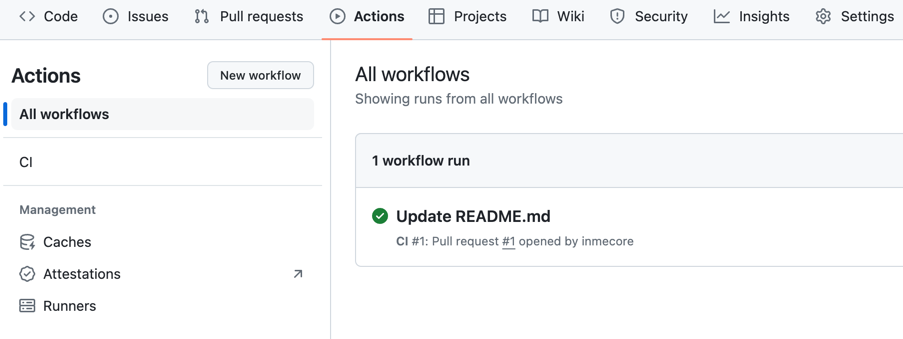 Code Issues Pull requests Actions Projects Wiki Security Insights Settings
Actions
New workflow
All workflows
CI
Management
Caches
Attestations
Runners
All workflows
Showing runs from all workflows
1 workflow run
Update README.md
CI #1: Pull request #1 opened by inmecore